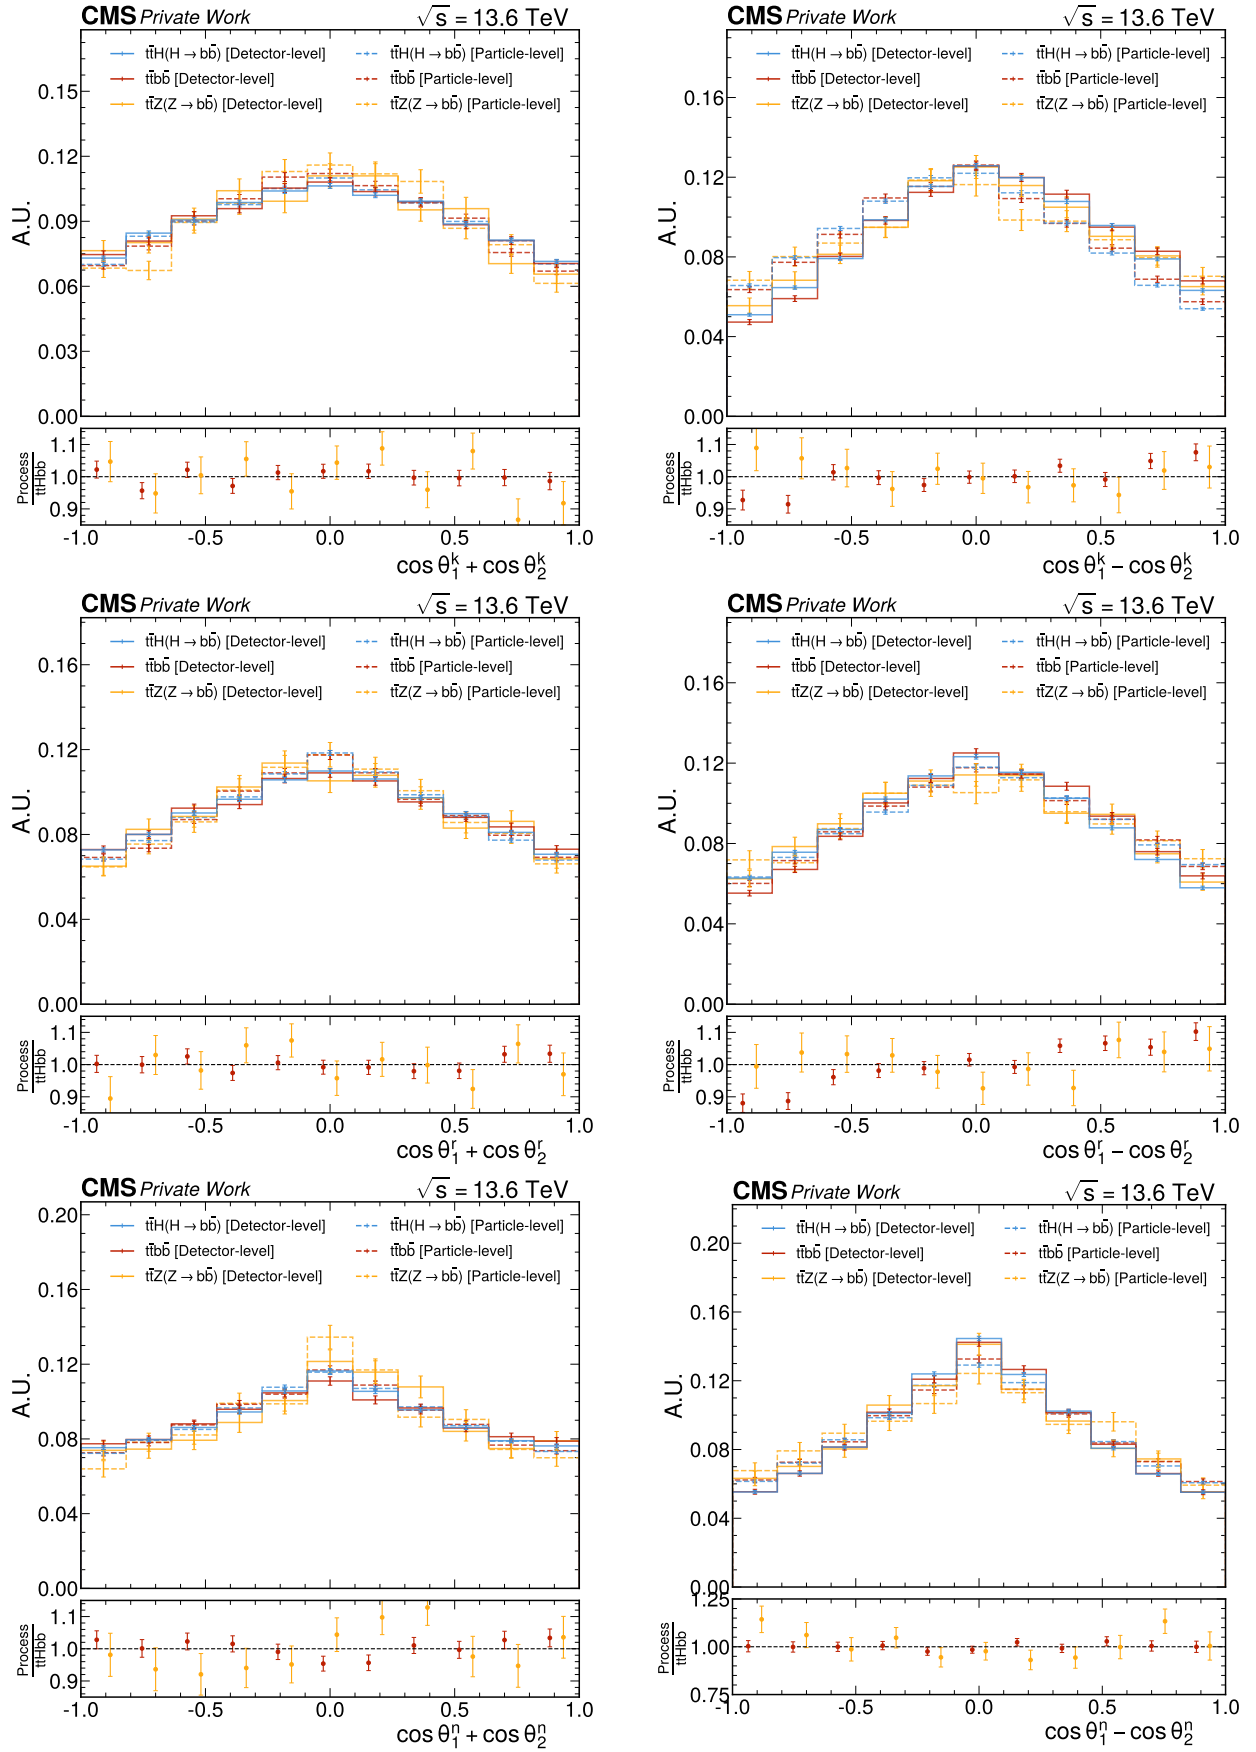 CMS Private Work √s = 13.6 TeV
tt̄H(H → bb̄) [Detector-level] tt̄H(H → bb̄) [Particle-level]
tt̄bb̄ [Detector-level] tt̄bb̄ [Particle-level]
tt̄Z(Z → bb̄) [Detector-level] tt̄Z(Z → bb̄) [Particle-level]
A.U.
0.15
0.12
0.09
0.06
0.03
0.00
Process
ttHbb
1.1
1.0
0.9
-1.0 -0.5 0.0 0.5 1.0
cos θ₁ᵏ + cos θ₂ᵏ
CMS Private Work √s = 13.6 TeV
tt̄H(H → bb̄) [Detector-level] tt̄H(H → bb̄) [Particle-level]
tt̄bb̄ [Detector-level] tt̄bb̄ [Particle-level]
tt̄Z(Z → bb̄) [Detector-level] tt̄Z(Z → bb̄) [Particle-level]
A.U.
0.16
0.12
0.08
0.04
0.00
Process
ttHbb
1.1
1.0
0.9
-1.0 -0.5 0.0 0.5 1.0
cos θ₁ᵏ − cos θ₂ᵏ
CMS Private Work √s = 13.6 TeV
tt̄H(H → bb̄) [Detector-level] tt̄H(H → bb̄) [Particle-level]
tt̄bb̄ [Detector-level] tt̄bb̄ [Particle-level]
tt̄Z(Z → bb̄) [Detector-level] tt̄Z(Z → bb̄) [Particle-level]
A.U.
0.16
0.12
0.08
0.04
0.00
Process
ttHbb
1.1
1.0
0.9
-1.0 -0.5 0.0 0.5 1.0
cos θ₁ʳ + cos θ₂ʳ
CMS Private Work √s = 13.6 TeV
tt̄H(H → bb̄) [Detector-level] tt̄H(H → bb̄) [Particle-level]
tt̄bb̄ [Detector-level] tt̄bb̄ [Particle-level]
tt̄Z(Z → bb̄) [Detector-level] tt̄Z(Z → bb̄) [Particle-level]
A.U.
0.16
0.12
0.08
0.04
0.00
Process
ttHbb
1.1
1.0
0.9
-1.0 -0.5 0.0 0.5 1.0
cos θ₁ʳ − cos θ₂ʳ
CMS Private Work √s = 13.6 TeV
tt̄H(H → bb̄) [Detector-level] tt̄H(H → bb̄) [Particle-level]
tt̄bb̄ [Detector-level] tt̄bb̄ [Particle-level]
tt̄Z(Z → bb̄) [Detector-level] tt̄Z(Z → bb̄) [Particle-level]
A.U.
0.20
0.16
0.12
0.08
0.04
0.00
Process
ttHbb
1.1
1.0
0.9
-1.0 -0.5 0.0 0.5 1.0
cos θ₁ⁿ + cos θ₂ⁿ
CMS Private Work √s = 13.6 TeV
tt̄H(H → bb̄) [Detector-level] tt̄H(H → bb̄) [Particle-level]
tt̄bb̄ [Detector-level] tt̄bb̄ [Particle-level]
tt̄Z(Z → bb̄) [Detector-level] tt̄Z(Z → bb̄) [Particle-level]
A.U.
0.20
0.16
0.12
0.08
0.04
0.00
Process
ttHbb
1.25
1.00
0.75
-1.0 -0.5 0.0 0.5 1.0
cos θ₁ⁿ − cos θ₂ⁿ